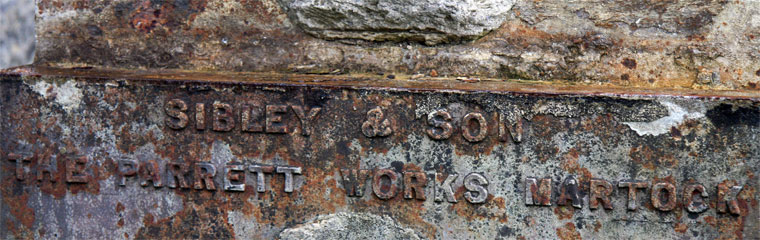 SIBLEY & SON
THE PARRETT WORKS MARTOCK